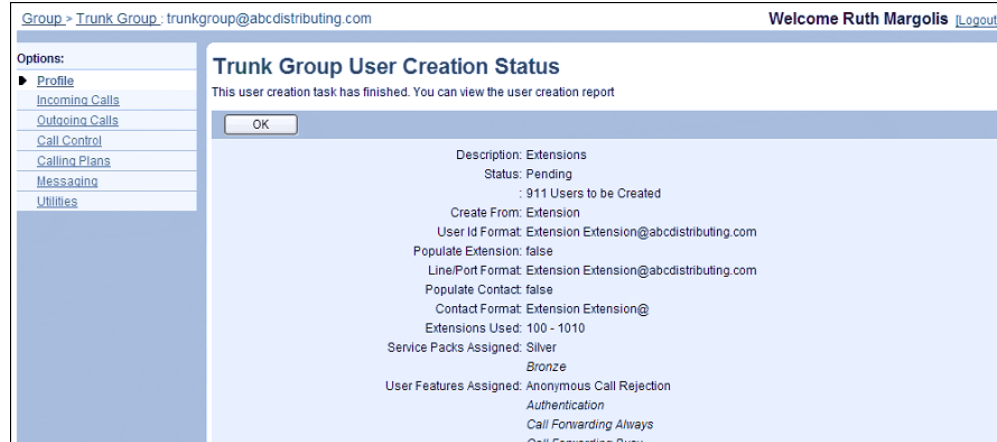 Group > Trunk Group : trunkgroup@abcdistributing.com
Welcome Ruth Margolis [Logout
Options:
Profile
Incoming Calls
Outgoing Calls
Call Control
Calling Plans
Messaging
Utilities
Trunk Group User Creation Status
This user creation task has finished. You can view the user creation report
OK
Description: Extensions
Status: Pending
: 911 Users to be Created
Create From: Extension
User Id Format: Extension Extension@abcdistributing.com
Populate Extension: false
Line/Port Format: Extension Extension@abcdistributing.com
Populate Contact: false
Contact Format: Extension Extension@
Extensions Used: 100 - 1010
Service Packs Assigned: Silver
Bronze
User Features Assigned: Anonymous Call Rejection
Authentication
Call Forwarding Always
Call Forwarding Busy